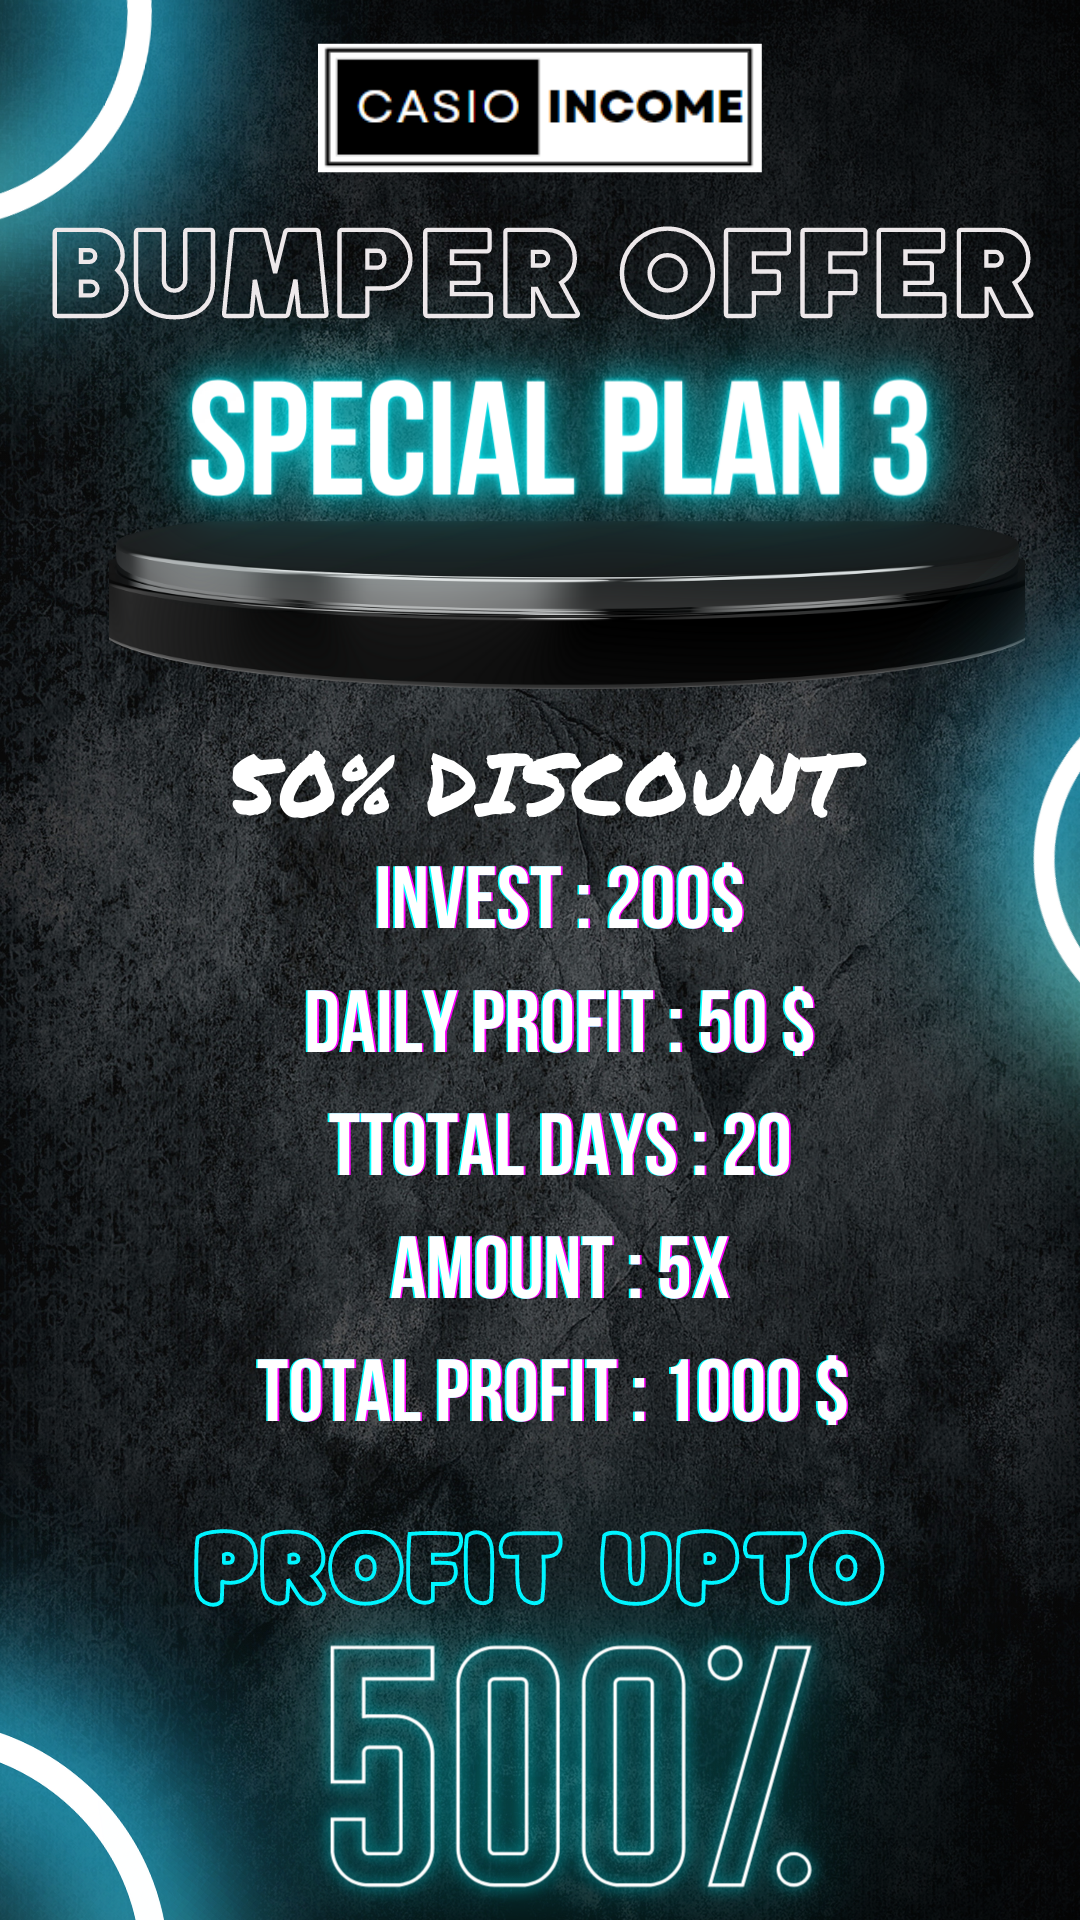 CASIO INCOME
BUMPER OFFER
SPECIAL PLAN 3
50% DISCOUNT
INVEST : 200$
DAILY PROFIT : 50 $
TTOTAL DAYS : 20
AMOUNT : 5X
TOTAL PROFIT : 1000 $
PROFIT UPTO
500%